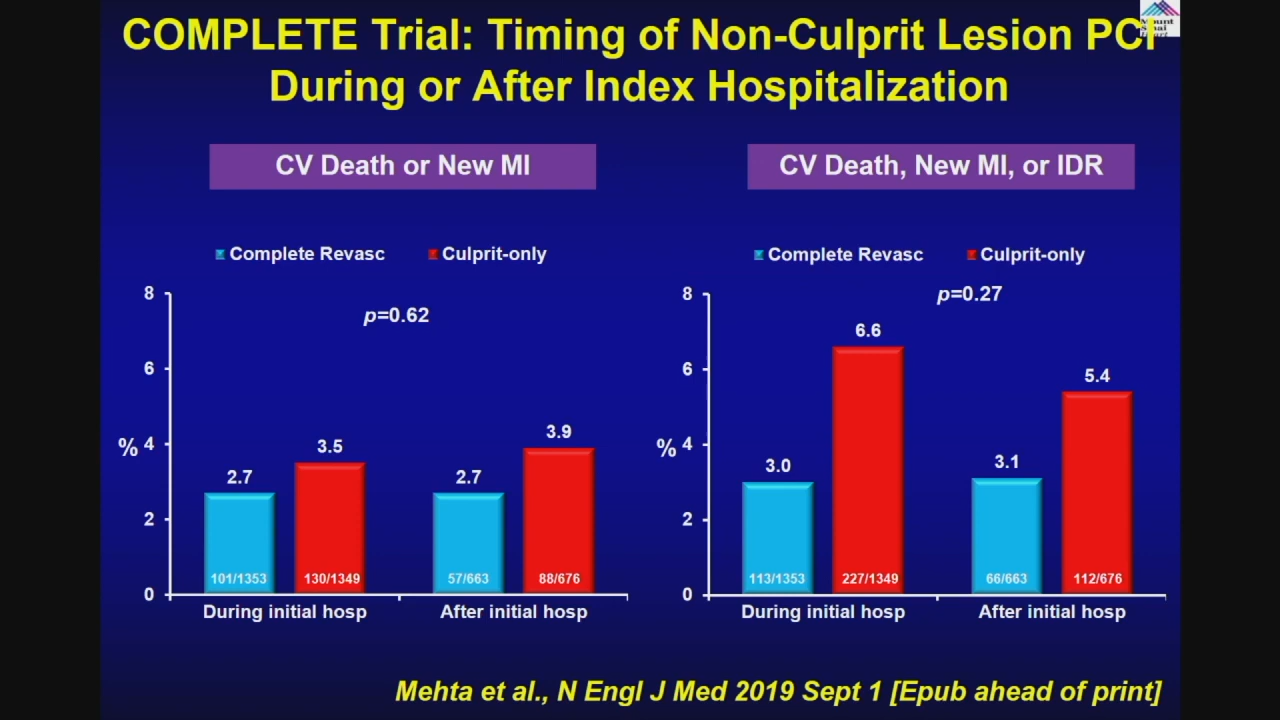 COMPLETE Trial: Timing of Non-Culprit Lesion PCI
During or After Index Hospitalization
Mount
Sinai
Heart
CV Death or New MI
Complete Revasc
Culprit-only
p=0.62
%
8
6
4
2
0
2.7
3.5
2.7
3.9
101/1353
130/1349
57/663
88/676
During initial hosp
After initial hosp
CV Death, New MI, or IDR
Complete Revasc
Culprit-only
p=0.27
%
8
6
4
2
0
3.0
6.6
3.1
5.4
113/1353
227/1349
66/663
112/676
During initial hosp
After initial hosp
Mehta et al., N Engl J Med 2019 Sept 1 [Epub ahead of print]